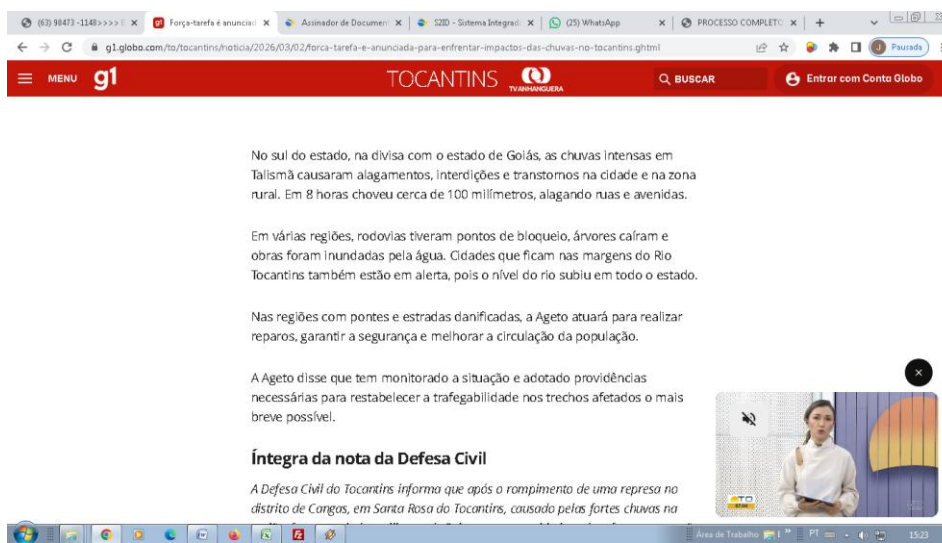 (63) 98473 -1148>>>>
Força-tarefa é anunciad
Assinador de Documen
S2ID - Sistema Integrad
(25) WhatsApp
PROCESSO COMPLETO
g1.globo.com/to/tocantins/noticia/2026/03/02/forca-tarefa-e-anunciada-para-enfrentar-impactos-das-chuvas-no-tocantins.ghtml
Pausada
MENU g1
TOCANTINS
TV ANHANGUERA
BUSCAR
Entrar com Conta Globo
No sul do estado, na divisa com o estado de Goiás, as chuvas intensas em
Talismã causaram alagamentos, interdições e transtornos na cidade e na zona
rural. Em 8 horas choveu cerca de 100 milímetros, alagando ruas e avenidas.
Em várias regiões, rodovias tiveram pontos de bloqueio, árvores caíram e
obras foram inundadas pela água. Cidades que ficam nas margens do Rio
Tocantins também estão em alerta, pois o nível do rio subiu em todo o estado.
Nas regiões com pontes e estradas danificadas, a Ageto atuará para realizar
reparos, garantir a segurança e melhorar a circulação da população.
A Ageto disse que tem monitorado a situação e adotado providências
necessárias para restabelecer a trafegabilidade nos trechos afetados o mais
breve possível.
Íntegra da nota da Defesa Civil
A Defesa Civil do Tocantins informa que após o rompimento de uma represa no
distrito de Cangas, em Santa Rosa do Tocantins, causado pelas fortes chuvas na
TO
Área de Trabalho
PT
15:23